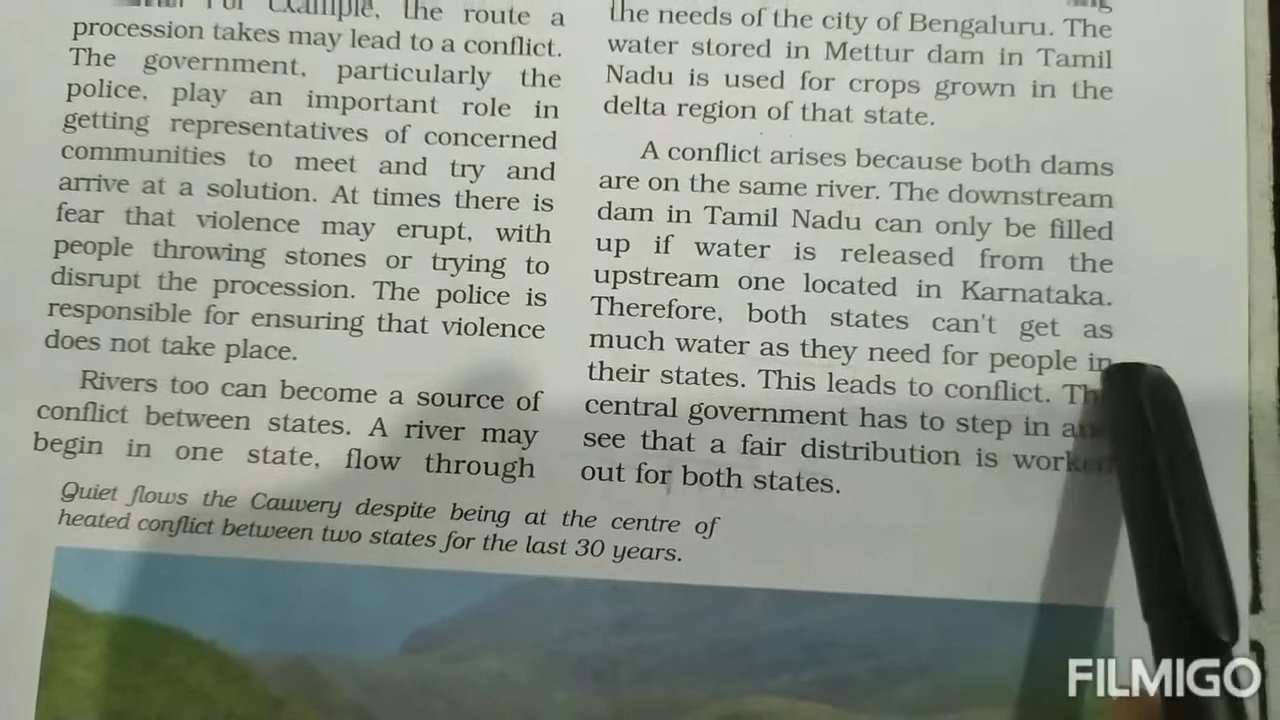 For Example, the route a
procession takes may lead to a conflict.
The government, particularly the
police, play an important role in
getting representatives of concerned
communities to meet and try and
arrive at a solution. At times there is
fear that violence may erupt, with
people throwing stones or trying to
disrupt the procession. The police is
responsible for ensuring that violence
does not take place.
Rivers too can become a source of
conflict between states. A river may
begin in one state, flow through
the needs of the city of Bengaluru. The
water stored in Mettur dam in Tamil
Nadu is used for crops grown in the
delta region of that state.
A conflict arises because both dams
are on the same river. The downstream
dam in Tamil Nadu can only be filled
up if water is released from the
upstream one located in Karnataka.
Therefore, both states can't get as
much water as they need for people in
their states. This leads to conflict. The
central government has to step in and
see that a fair distribution is worked
out for both states.
Quiet flows the Cauvery despite being at the centre of
heated conflict between two states for the last 30 years.
FILMIGO